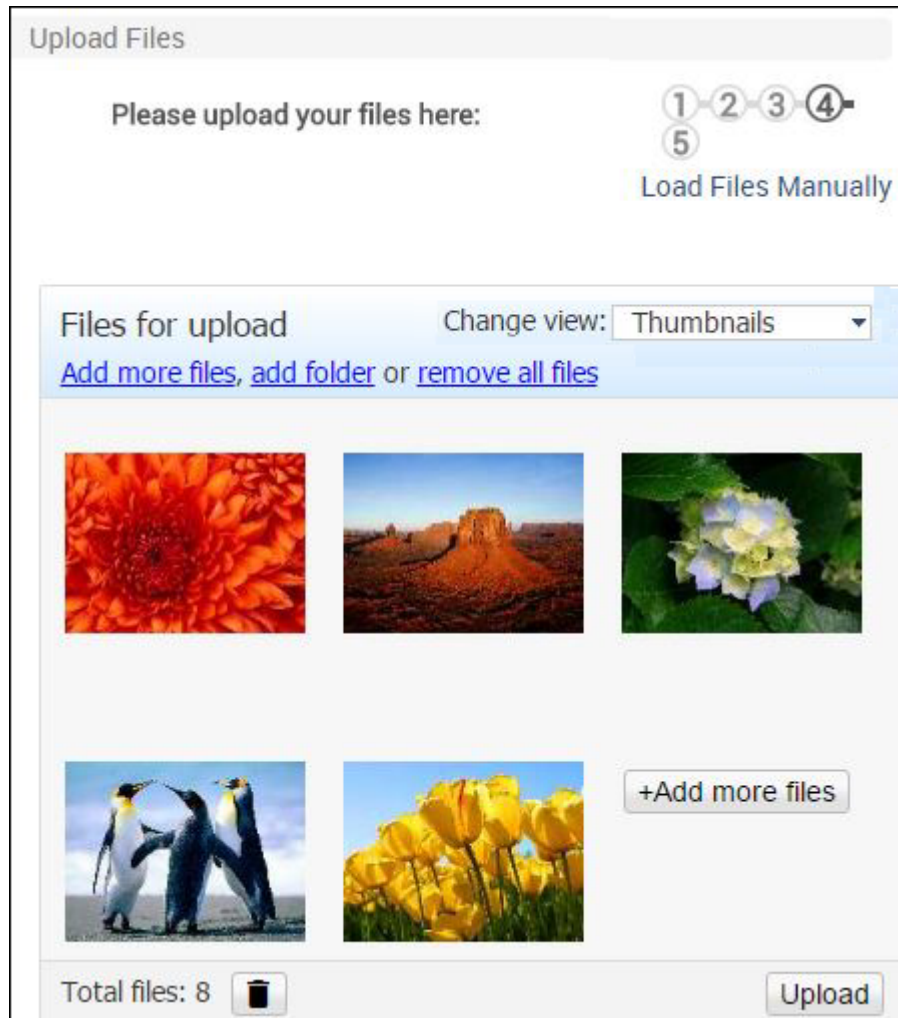 Upload Files
Please upload your files here:
1-2-3-4-
5
Load Files Manually
Files for upload
Change view: Thumbnails
Add more files, add folder or remove all files
+Add more files
Total files: 8
Upload